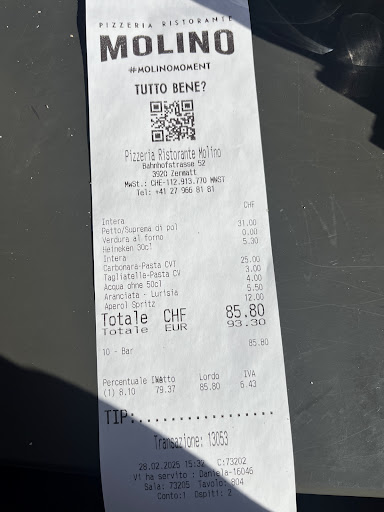 PIZZERIA RISTORANTE
MOLINO
#MOLINOMOMENT
TUTTO BENE?
Pizzeria Ristorante Molino
Bahnhofstrasse 52
3920 Zermatt
MWSt.: CHE-112.913.770 MWST
Tel: +41 27 966 81 81
CHF
Intera
Petto/Suprema di pol 31.00
Verdura al forno 0.00
Heineken 30cl 5.30
Intera
Carbonara-Pasta CVT 25.00
Tagliatelle-Pasta CV 3.00
Acqua ohne 50cl 4.00
Aranciata - Lurisia 5.50
Aperol Spritz 12.00
Totale CHF 85.80
Totale EUR 93.30
10 - Bar 85.80
Percentuale Lordo IVA
(1) 8.10 79.37 85.80 6.43
TIP:
Transazione: 13053
28.02.2025 15:32 C:73202
Vi ha servito : Daniela-16046
Sala: 73205 Tavolo: 804
Conto:1 Ospiti: 2